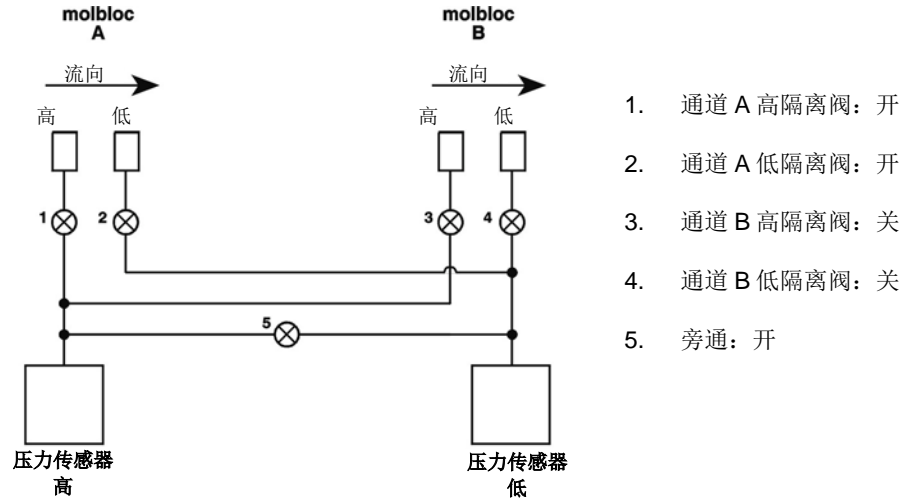 molbloc
A
molbloc
B
流向
流向
高
低
高
低
1
2
3
4
5
压力传感器
高
压力传感器
低
1. 通道 A 高隔离阀：开
2. 通道 A 低隔离阀：开
3. 通道 B 高隔离阀：关
4. 通道 B 低隔离阀：关
5. 旁通：开